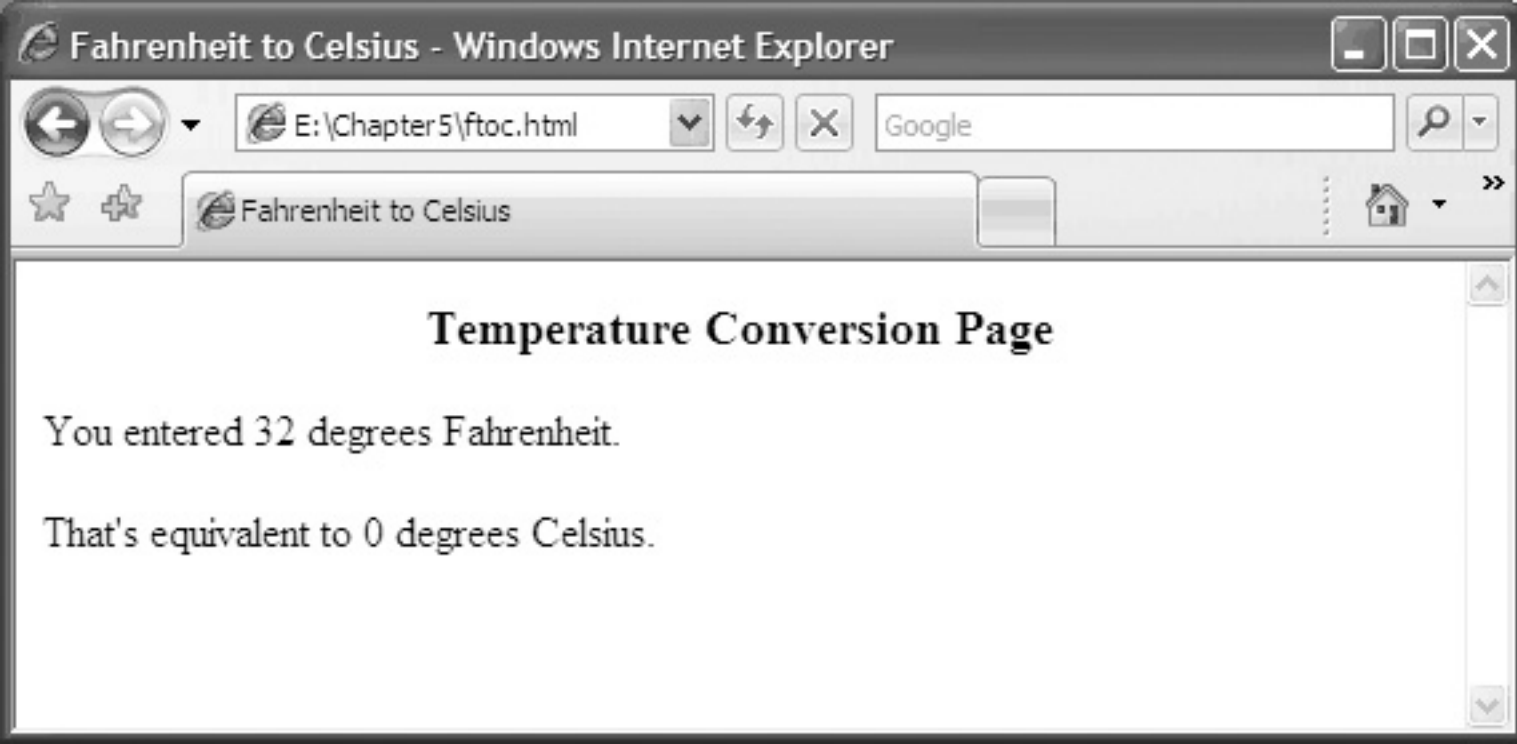 Fahrenheit to Celsius - Windows Internet Explorer
E:\Chapter5\ftoc.html
Google
Fahrenheit to Celsius
Temperature Conversion Page
You entered 32 degrees Fahrenheit.
That's equivalent to 0 degrees Celsius.